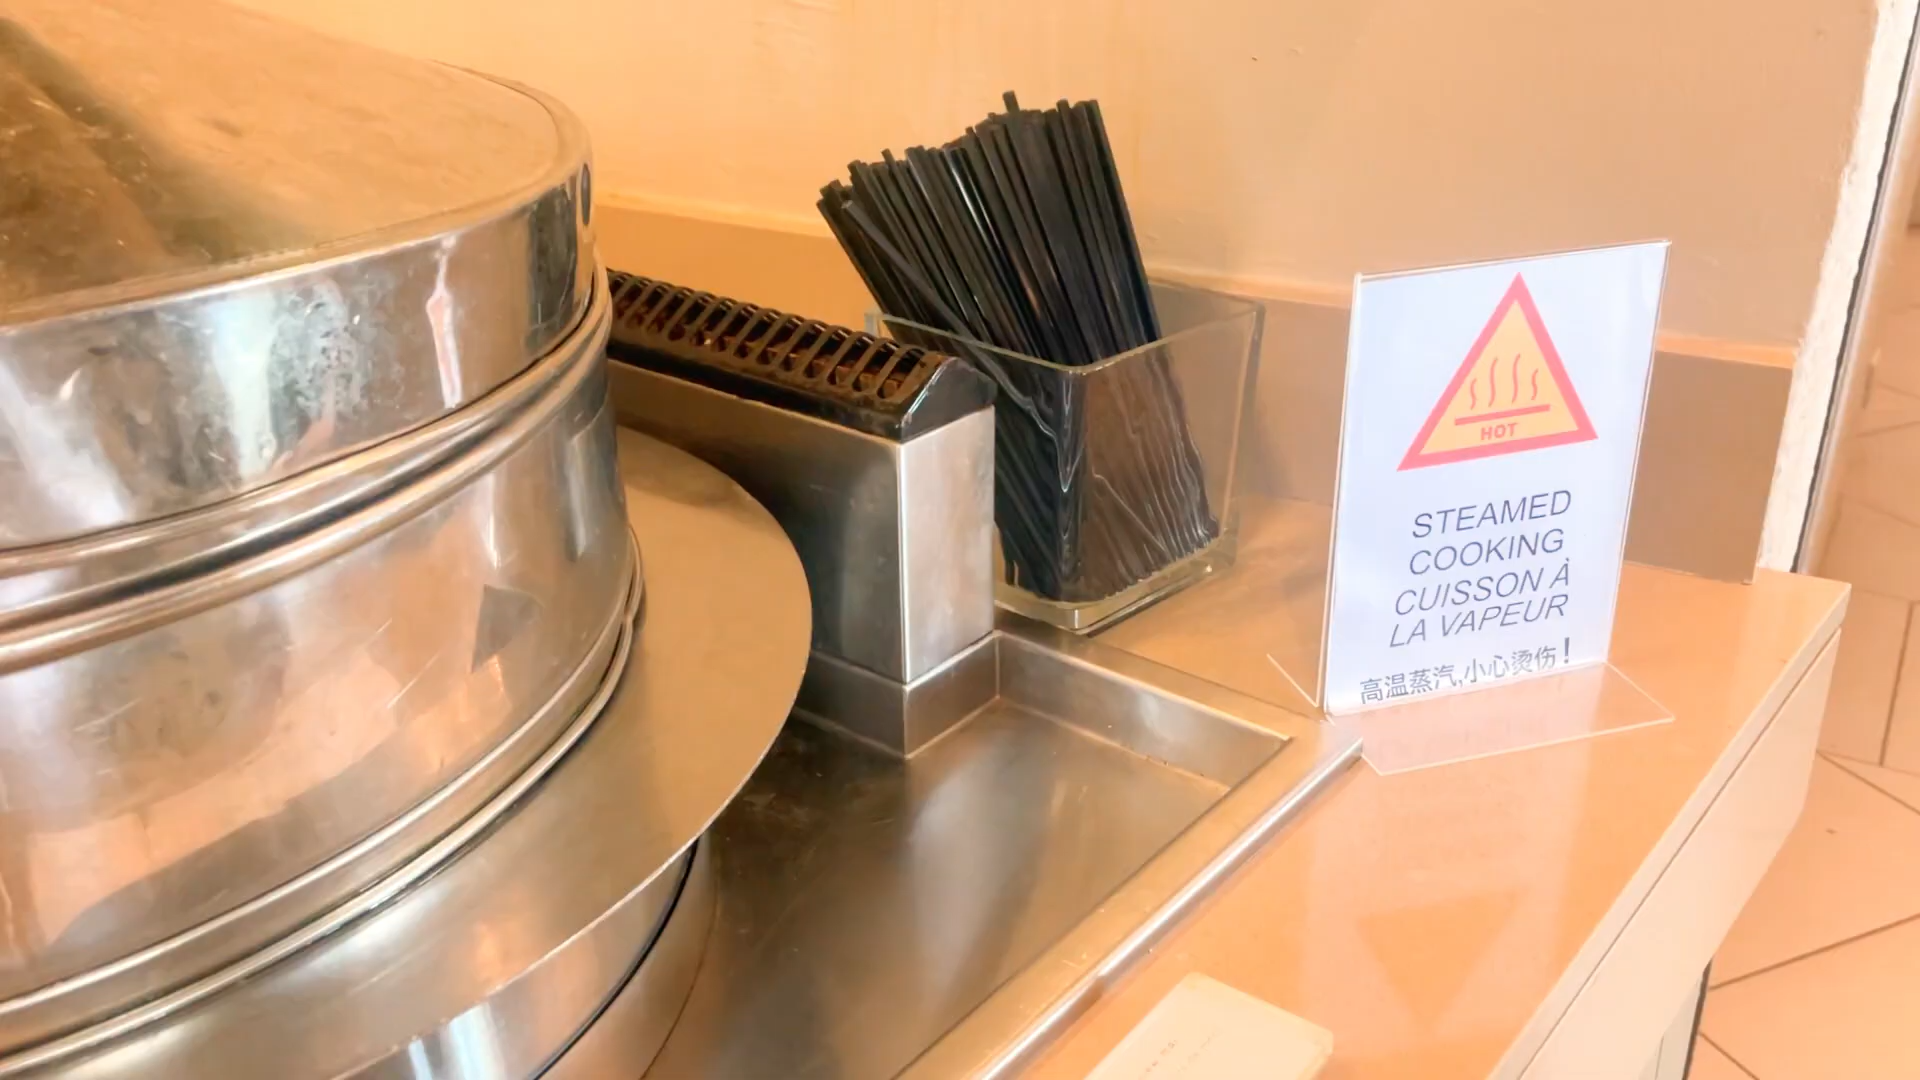 HOT
STEAMED
COOKING
CUISSON À
LA VAPEUR
高温蒸汽,小心烫伤!